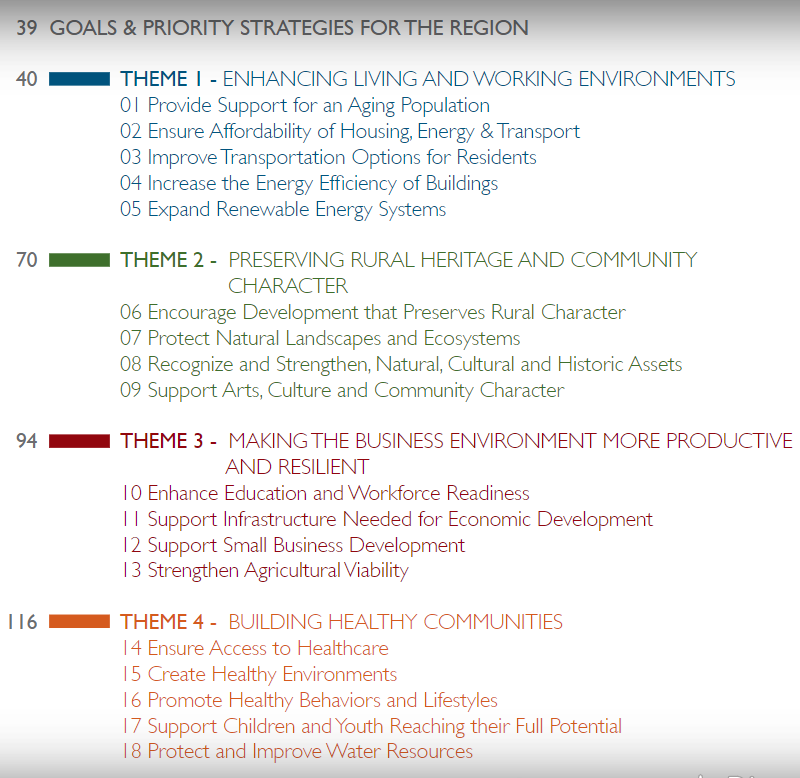 39 GOALS & PRIORITY STRATEGIES FOR THE REGION
40 THEME 1 - ENHANCING LIVING AND WORKING ENVIRONMENTS
01 Provide Support for an Aging Population
02 Ensure Affordability of Housing, Energy & Transport
03 Improve Transportation Options for Residents
04 Increase the Energy Efficiency of Buildings
05 Expand Renewable Energy Systems
70 THEME 2 - PRESERVING RURAL HERITAGE AND COMMUNITY
CHARACTER
06 Encourage Development that Preserves Rural Character
07 Protect Natural Landscapes and Ecosystems
08 Recognize and Strengthen, Natural, Cultural and Historic Assets
09 Support Arts, Culture and Community Character
94 THEME 3 - MAKING THE BUSINESS ENVIRONMENT MORE PRODUCTIVE
AND RESILIENT
10 Enhance Education and Workforce Readiness
11 Support Infrastructure Needed for Economic Development
12 Support Small Business Development
13 Strengthen Agricultural Viability
116 THEME 4 - BUILDING HEALTHY COMMUNITIES
14 Ensure Access to Healthcare
15 Create Healthy Environments
16 Promote Healthy Behaviors and Lifestyles
17 Support Children and Youth Reaching their Full Potential
18 Protect and Improve Water Resources